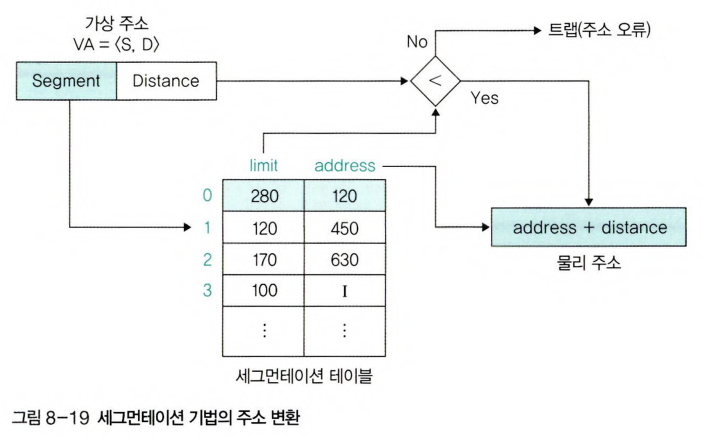 가상 주소
VA = ⟨S, D⟩
Segment Distance
No
트랩(주소 오류)
<
Yes
limit address
0 280 120
1 120 450
2 170 630
3 100 I
⋮ ⋮
address + distance
물리 주소
세그먼테이션 테이블
그림 8-19 세그먼테이션 기법의 주소 변환